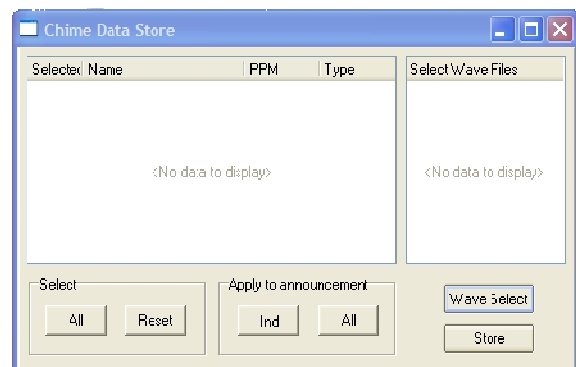 Chime Data Store
Selected Name PPM Type Select Wave Files
<No data to display> <No data to display>
Select Apply to announcement
All Reset Ind All Wave Select
Store